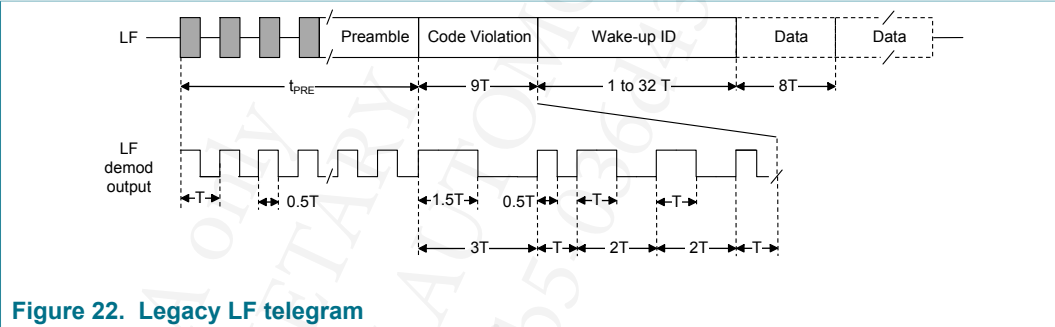 LF Preamble Code Violation Wake-up ID Data Data
tPRE 9T 1 to 32 T 8T
LF
demod
output
T 0.5T 1.5T 0.5T T T
3T T 2T 2T T
Figure 22. Legacy LF telegram